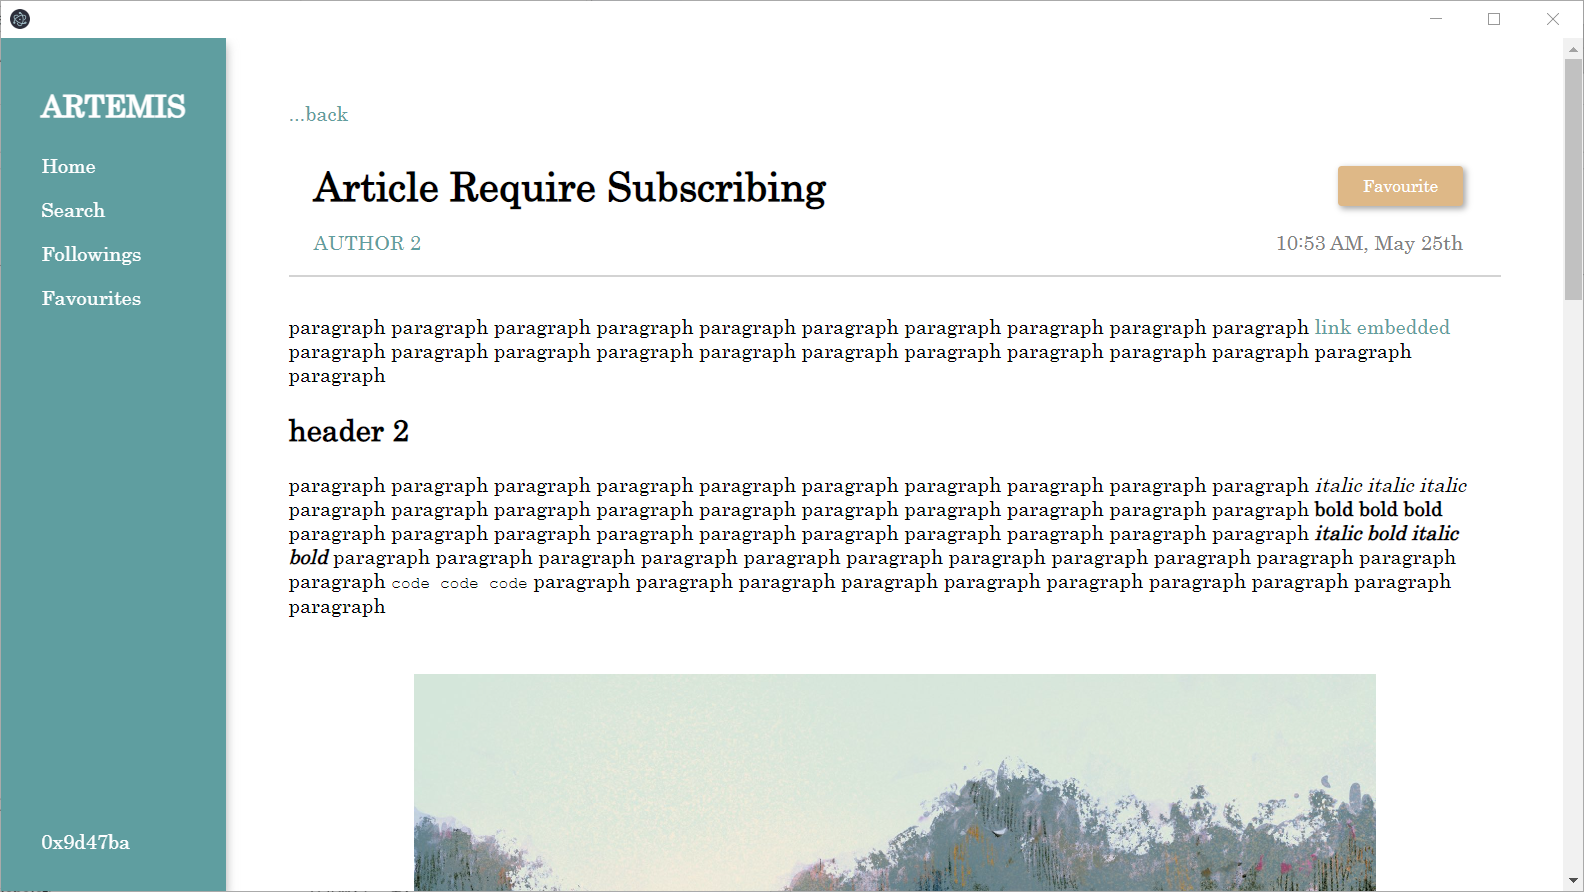 ARTEMIS
Home
Search
Followings
Favourites
0x9d47ba
...back
Article Require Subscribing
Favourite
AUTHOR 2
10:53 AM, May 25th
paragraph paragraph paragraph paragraph paragraph paragraph paragraph paragraph paragraph paragraph link embedded
paragraph paragraph paragraph paragraph paragraph paragraph paragraph paragraph paragraph paragraph paragraph
paragraph
header 2
paragraph paragraph paragraph paragraph paragraph paragraph paragraph paragraph paragraph paragraph italic italic italic
paragraph paragraph paragraph paragraph paragraph paragraph paragraph paragraph paragraph paragraph bold bold bold
paragraph paragraph paragraph paragraph paragraph paragraph paragraph paragraph paragraph paragraph italic bold italic
bold paragraph paragraph paragraph paragraph paragraph paragraph paragraph paragraph paragraph paragraph paragraph
paragraph code code code paragraph paragraph paragraph paragraph paragraph paragraph paragraph paragraph paragraph
paragraph